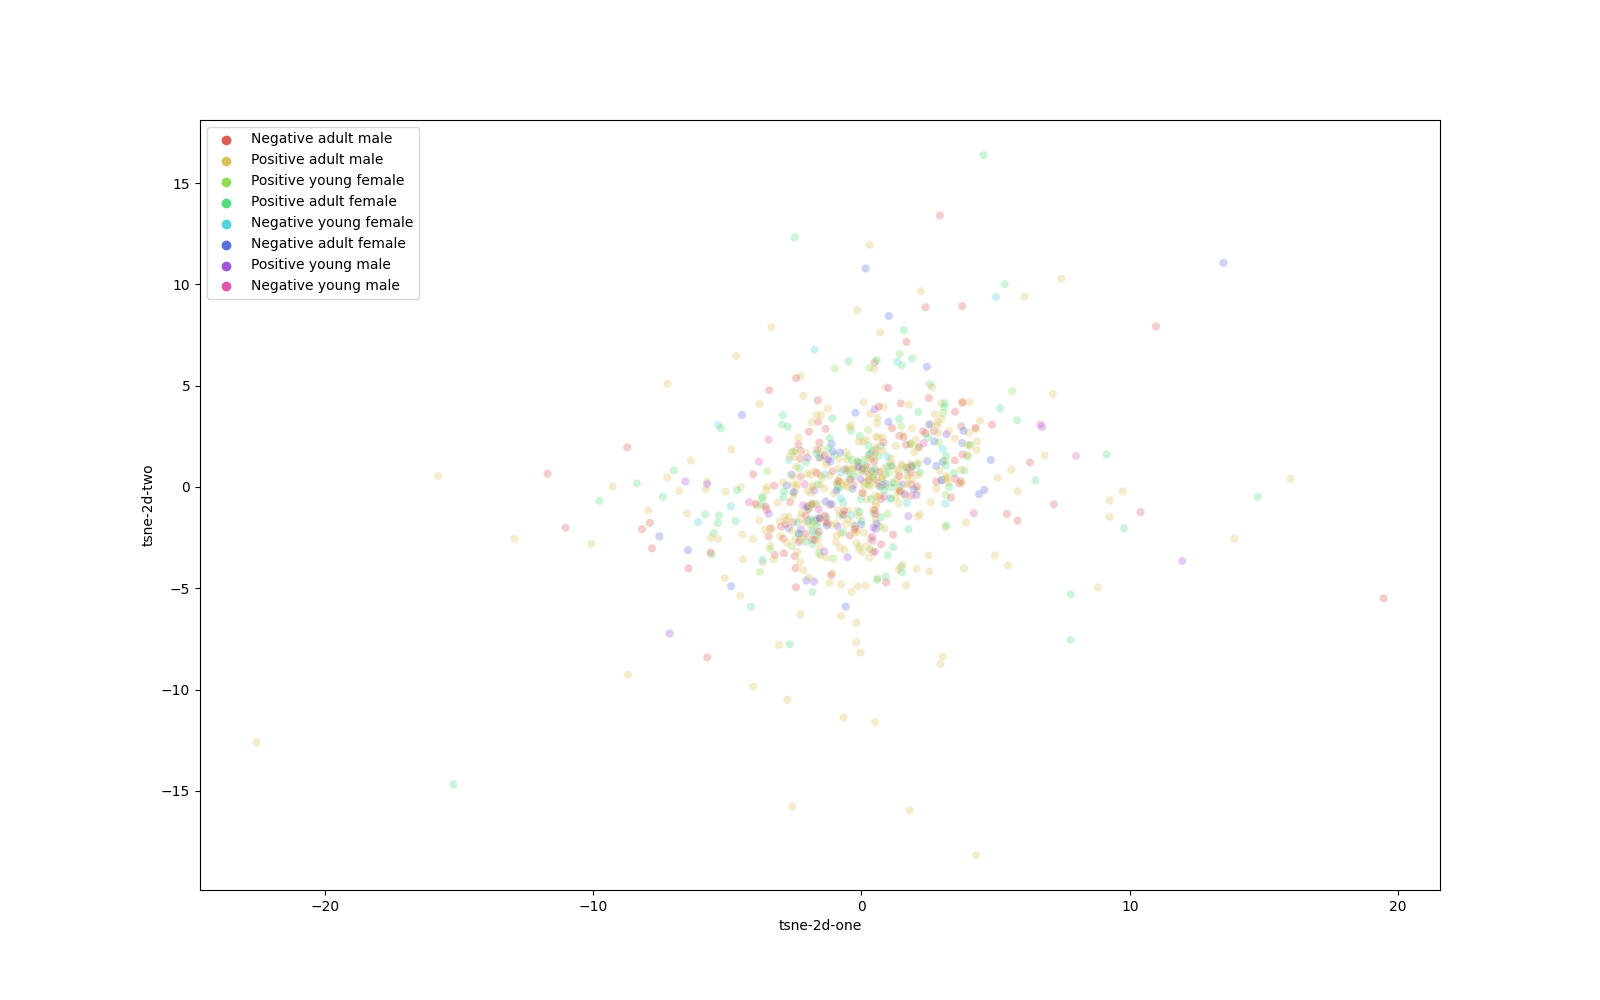 Negative adult male
Positive adult male
Positive young female
Positive adult female
Negative young female
Negative adult female
Positive young male
Negative young male
15
10
5
0
−5
−10
−15
tsne-2d-two
−20
−10
0
10
20
tsne-2d-one